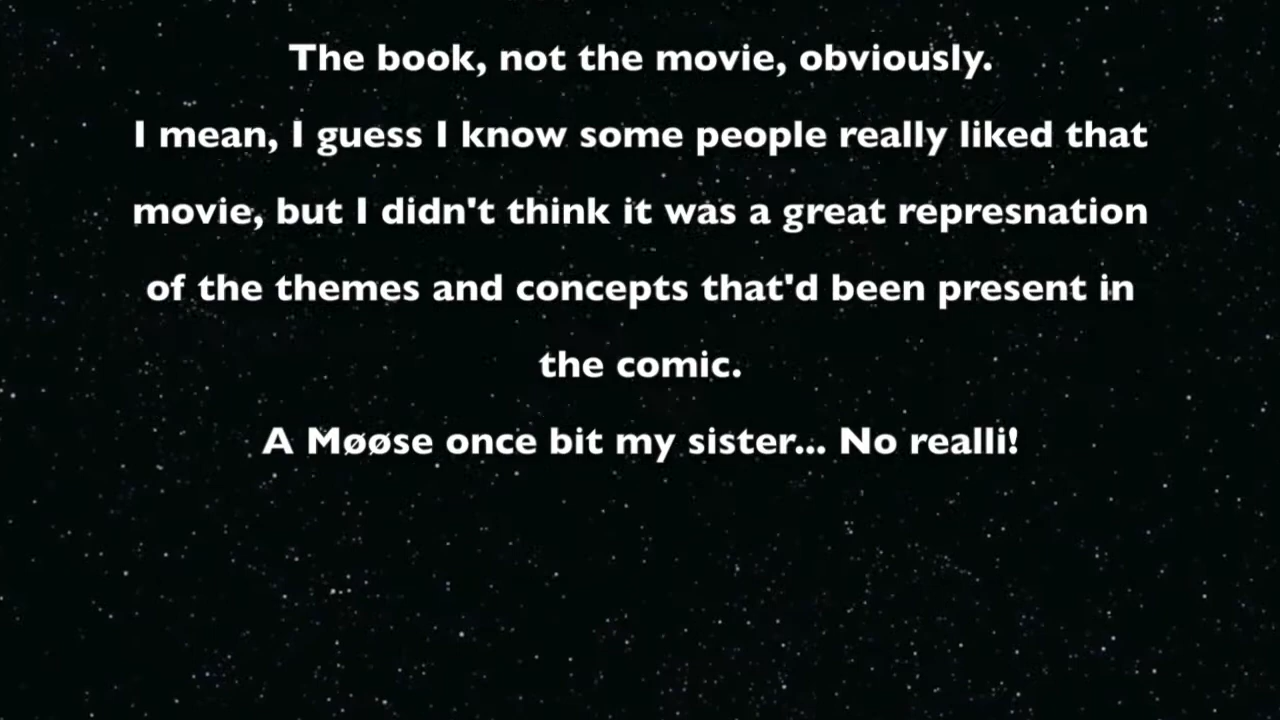 The book, not the movie, obviously.
I mean, I guess I know some people really liked that
movie, but I didn't think it was a great represnation
of the themes and concepts that'd been present in
the comic.
A Møøse once bit my sister... No realli!